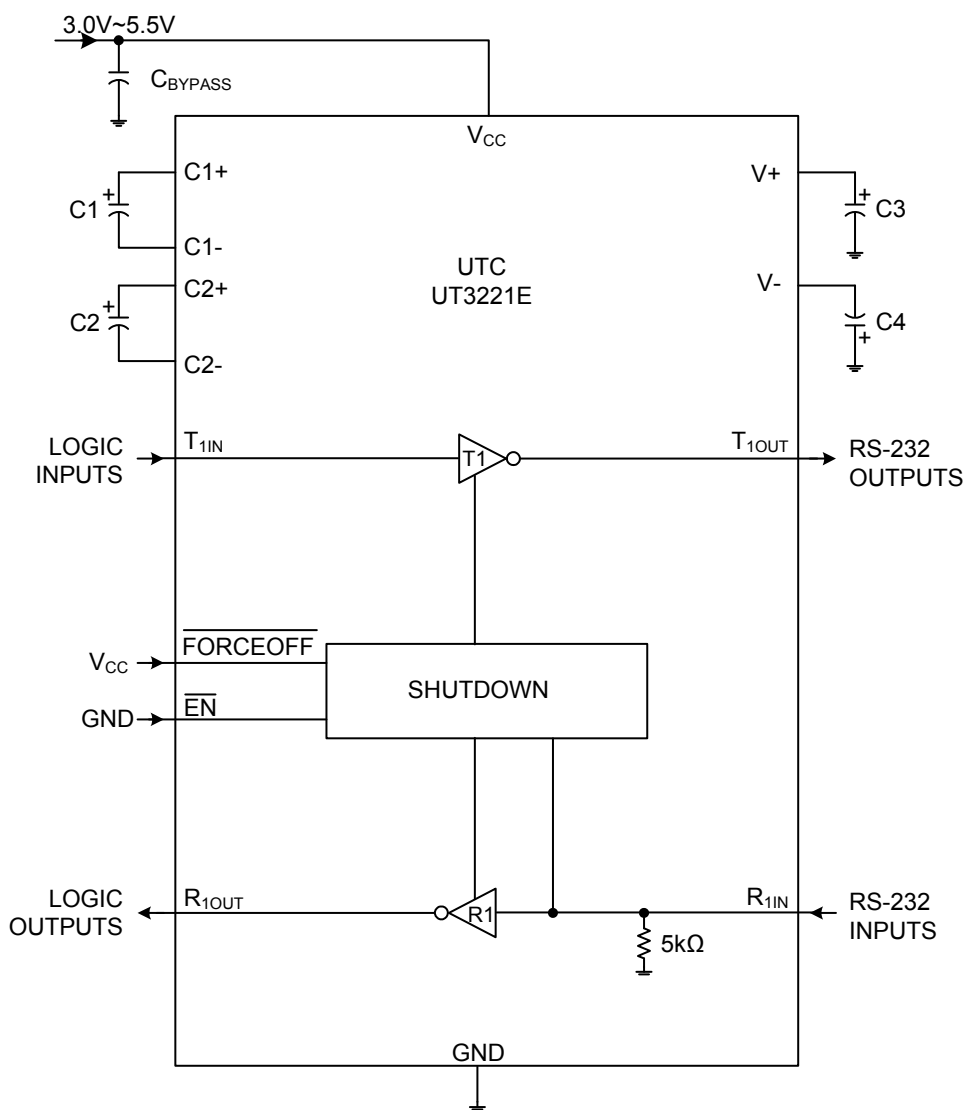 3.0V~5.5V
CBYPASS
VCC
C1+
C1
C1-
C2+
C2
C2-
V+
C3
V-
C4
UTC
UT3221E
LOGIC
INPUTS
T1IN
T1
T1OUT
RS-232
OUTPUTS
VCC
FORCEOFF
GND
EN
SHUTDOWN
LOGIC
OUTPUTS
R1OUT
R1
R1IN
RS-232
INPUTS
5kΩ
GND